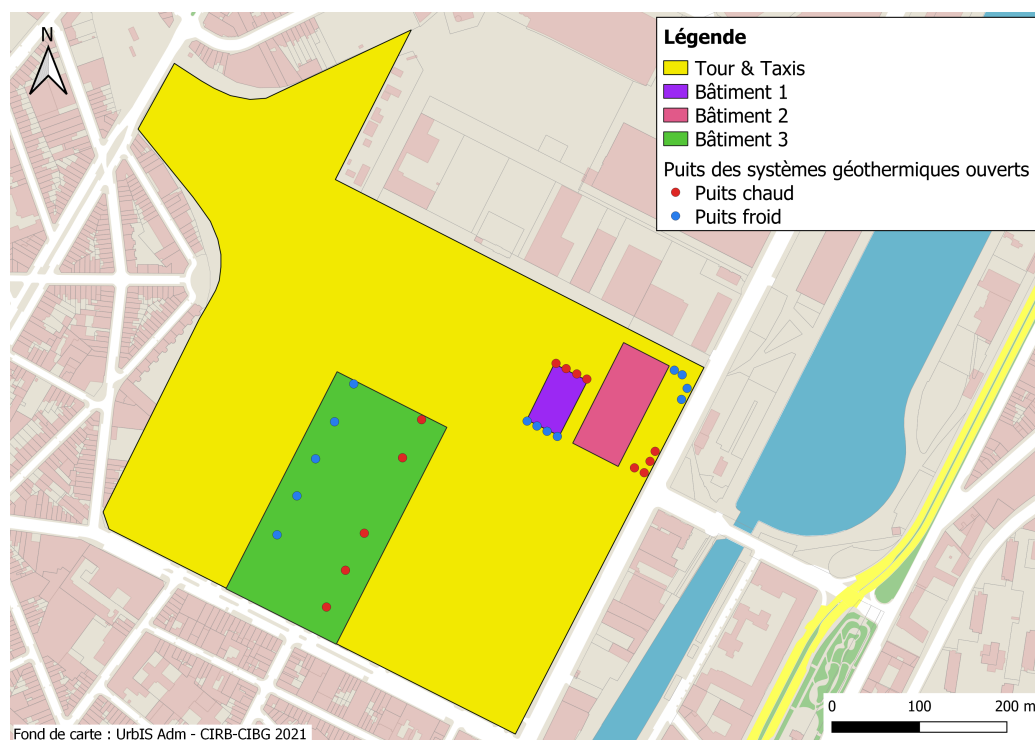 N
Légende
Tour & Taxis
Bâtiment 1
Bâtiment 2
Bâtiment 3
Puits des systèmes géothermiques ouverts
Puits chaud
Puits froid
0 100 200 m
Fond de carte : UrbIS Adm - CIRB-CIBG 2021